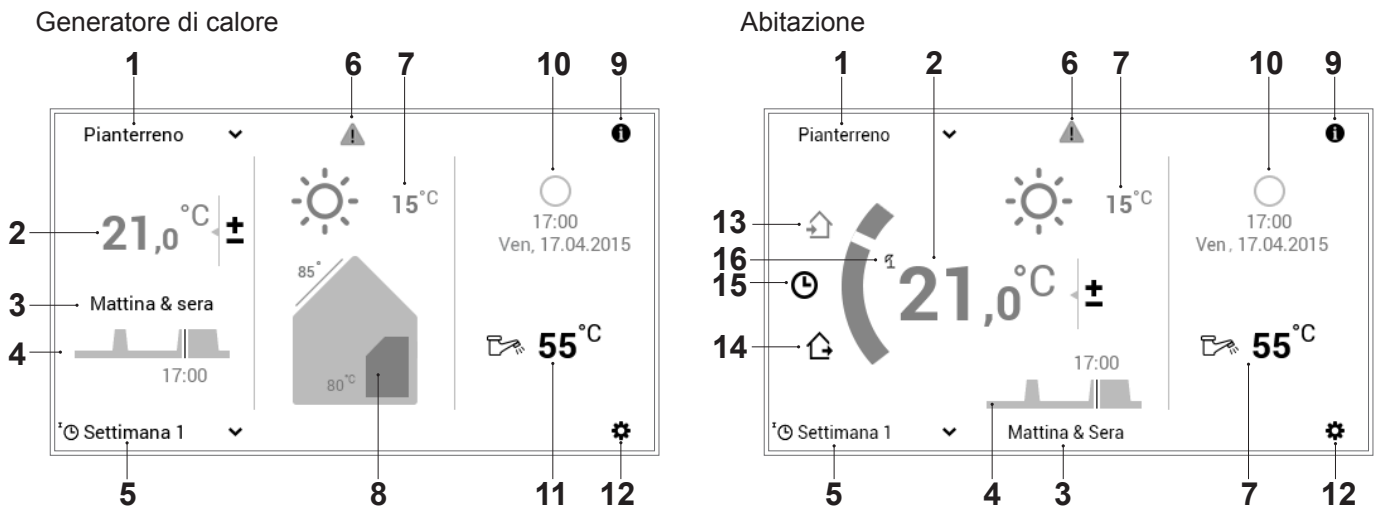 Generatore di calore
1 6 7 10 9
Pianterreno
21,0 °C ±
15°C
17:00
Ven, 17.04.2015
2
3 Mattina & sera
4
17:00
85°
80°C
55°C
Settimana 1
5 8 11 12
Abitazione
1 2 6 7 10 9
Pianterreno
13
16
15
14
21,0 °C ±
15°C
17:00
Ven, 17.04.2015
55°C
17:00
Settimana 1 Mattina & Sera
5 4 3 7 12